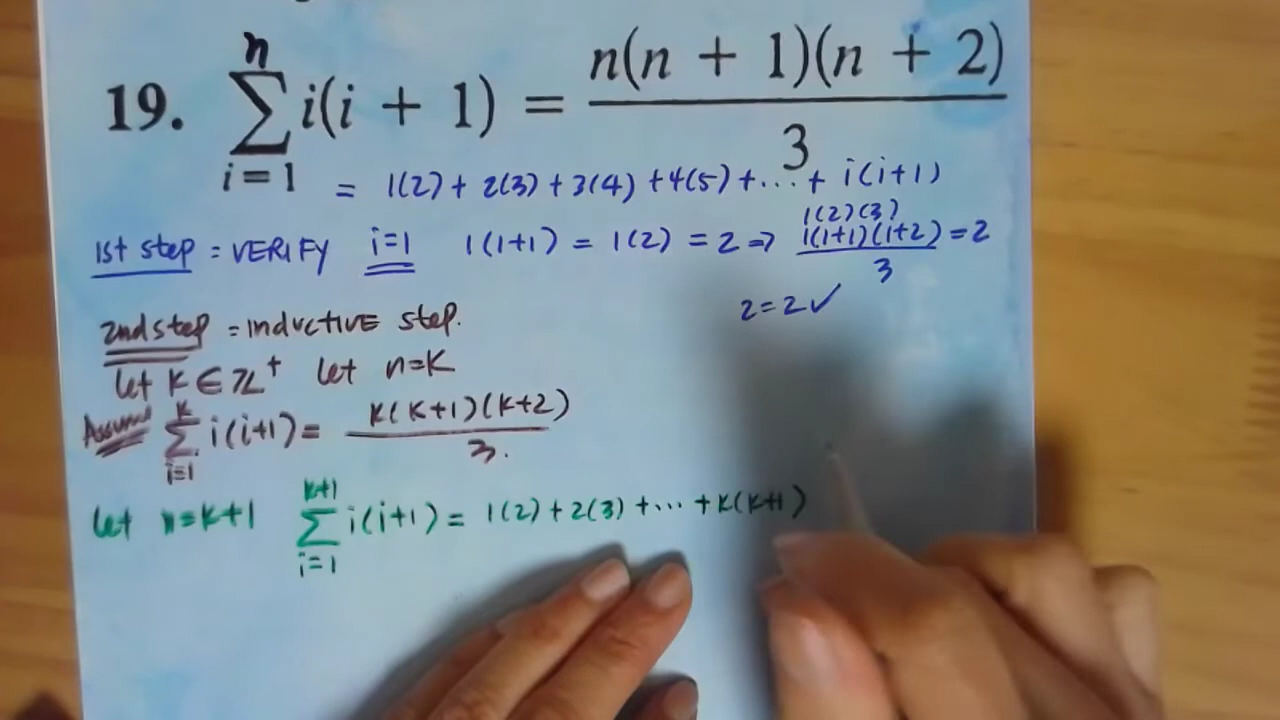 19. n∑i=1 i(i + 1) = n(n + 1)(n + 2) / 3
= 1(2) + 2(3) + 3(4) + 4(5) + ... + i(i+1)
1(2)(3)
1st step = VERIFY i=1 1(1+1) = 1(2) = 2 ⇒ 1(1+1)(1+2) / 3 = 2
2=2✓
2nd step = inductive step.
Let K ∈ ℤ⁺ Let n=K
Assume K∑i=1 i(i+1) = K(K+1)(K+2) / 3.
Let n=K+1 K+1∑i=1 i(i+1) = 1(2) + 2(3) + ... + K(K+1)